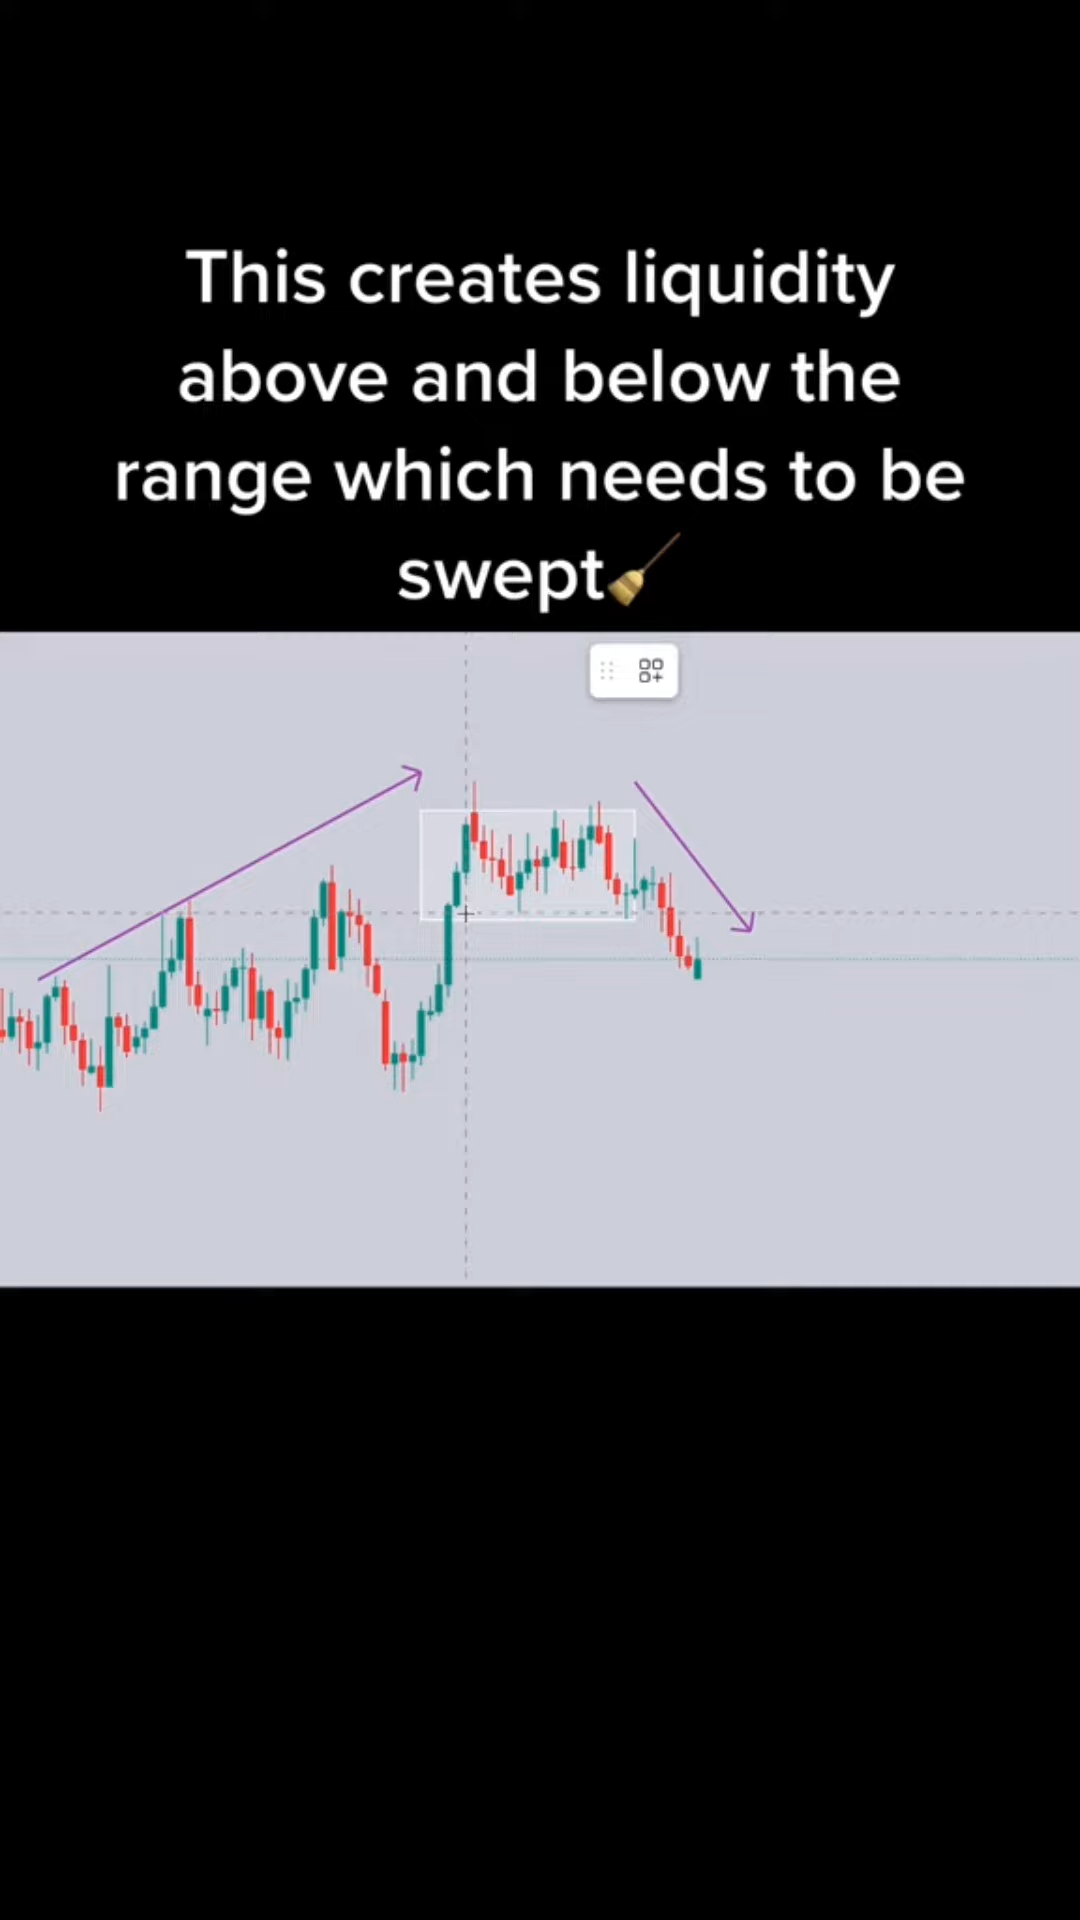 This creates liquidity
above and below the
range which needs to be
swept🧹